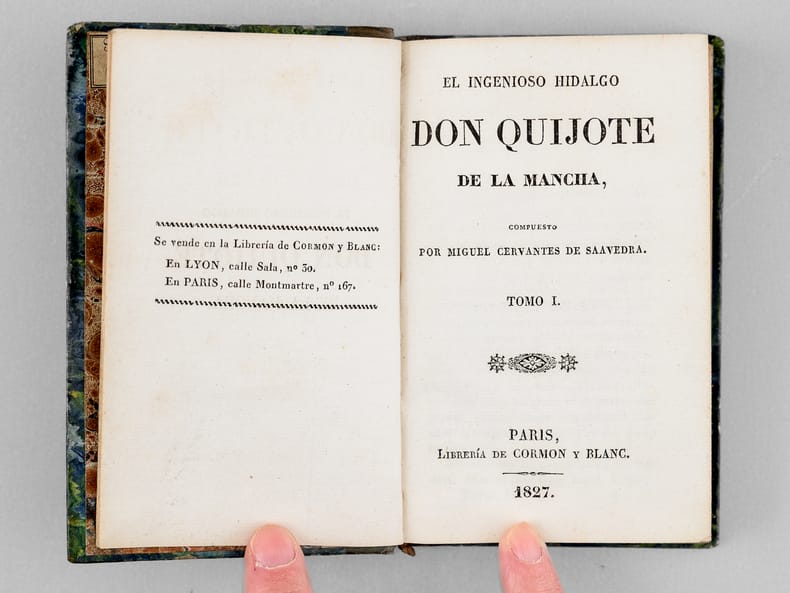 Se vende en la Librería de CORMON y BLANC:
En LYON, calle Sala, nº 30.
En PARIS, calle Montmartre, nº 167.
EL INGENIOSO HIDALGO
DON QUIJOTE
DE LA MANCHA,
COMPUESTO
POR MIGUEL CERVANTES DE SAAVEDRA.
TOMO I.
PARIS,
LIBRERÍA DE CORMON Y BLANC.
1827.